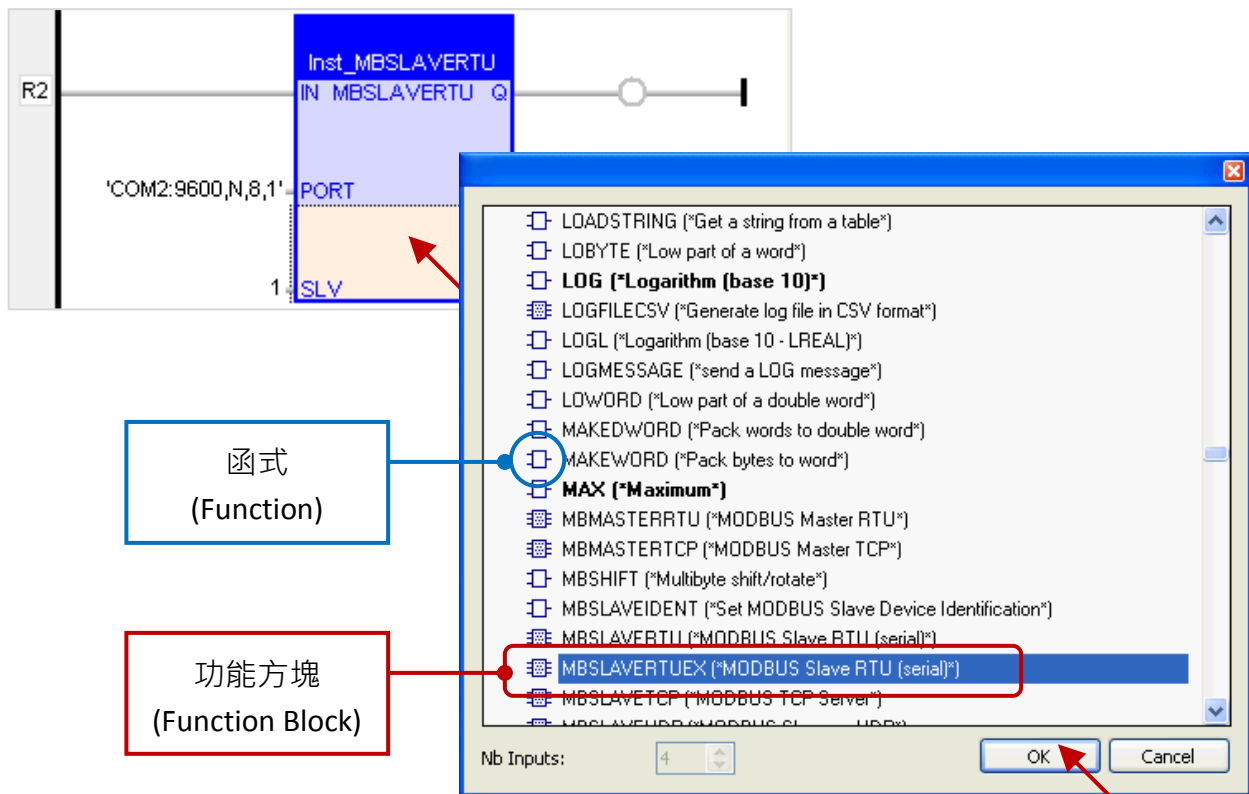 Inst_MBSLAVERTU
R2
IN MBSLAVERTU Q
'COM2:9600,N,8,1'
PORT
1
SLV
LOADSTRING (*Get a string from a table*)
LOBYTE (*Low part of a word*)
LOG (*Logarithm (base 10)*)
LOGFILECSV (*Generate log file in CSV format*)
LOGL (*Logarithm (base 10 - LREAL)*)
LOGMESSAGE (*send a LOG message*)
LOWORD (*Low part of a double word*)
MAKEDWORD (*Pack words to double word*)
MAKEWORD (*Pack bytes to word*)
MAX (*Maximum*)
MBMASTERRTU (*MODBUS Master RTU*)
MBMASTERTCP (*MODBUS Master TCP*)
MBSHIFT (*Multibyte shift/rotate*)
MBSLAVEIDENT (*Set MODBUS Slave Device Identification*)
MBSLAVERTU (*MODBUS Slave RTU (serial)*)
MBSLAVERTUEX (*MODBUS Slave RTU (serial)*)
MBSLAVETCP (*MODBUS TCP Server*)
Nb Inputs:
4
OK
Cancel
函式
(Function)
功能方塊
(Function Block)